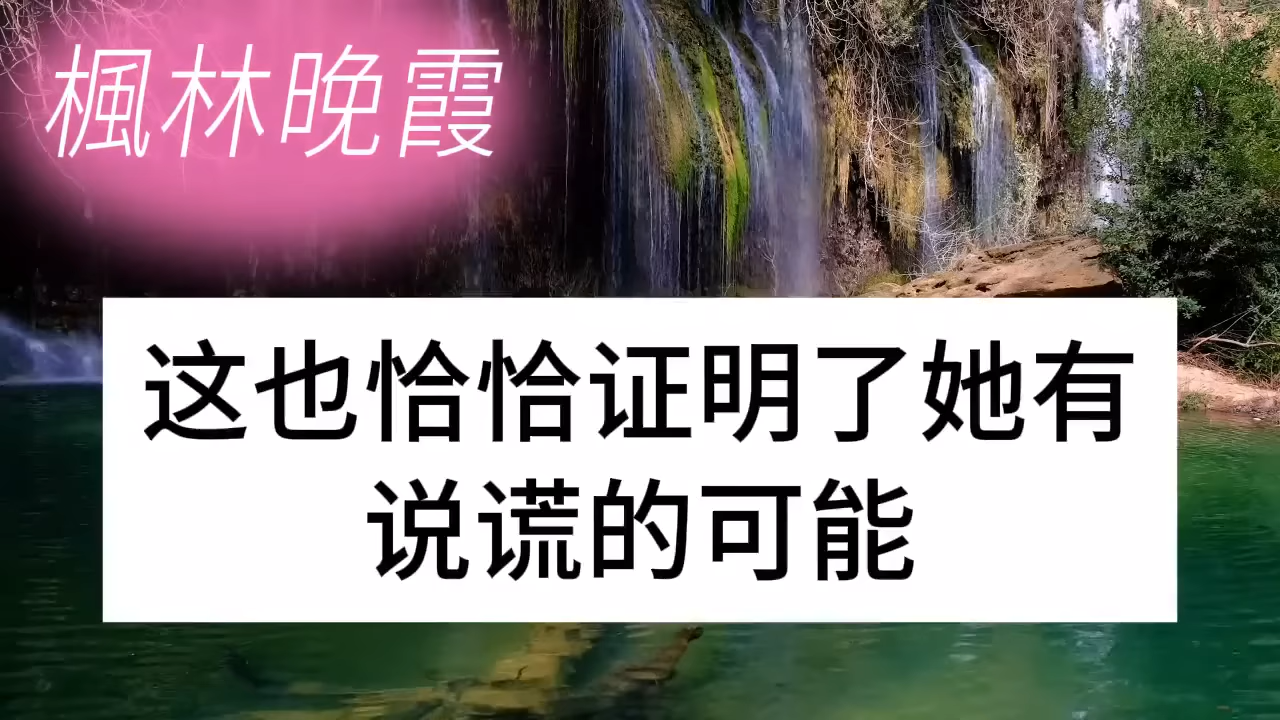 楓林晚霞
这也恰恰证明了她有
说谎的可能